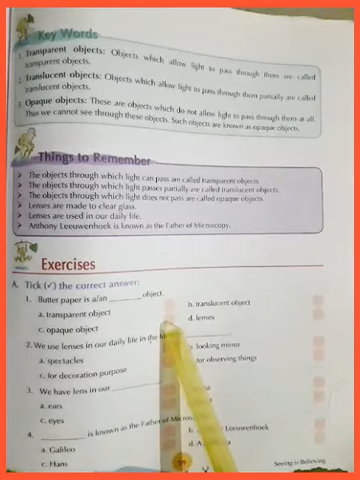 Key Words
1. Transparent objects: Objects which allow light to pass through them are called
transparent objects.
2. Translucent objects: Objects which allow light to pass through them partially are called
translucent objects.
3. Opaque objects: These are objects which do not allow light to pass through them at all.
Thus we cannot see through these objects. Such objects are known as opaque objects.
Things to Remember
The objects through which light can pass are called transparent objects.
The objects through which light passes partially are called translucent objects.
The objects through which light does not pass are called opaque objects.
Lenses are made to clear glass.
Lenses are used in our daily life.
Anthony Leeuwenhoek is known as the Father of Microscopy.
Exercises
A. Tick (✓) the correct answer:
1. Butter paper is a/an ________ object.
a. transparent object b. translucent object
c. opaque object d. lenses
2. We use lenses in our daily life in the ________
a. spectacles looking mirror
c. for decoration purpose for observing things
3. We have lens in our ________
a. ears
c. eyes
4. ________ is known as the Father of
a. Galileo b. Leeuwenhoek
c. Hans d.
59
Seeing is Believing